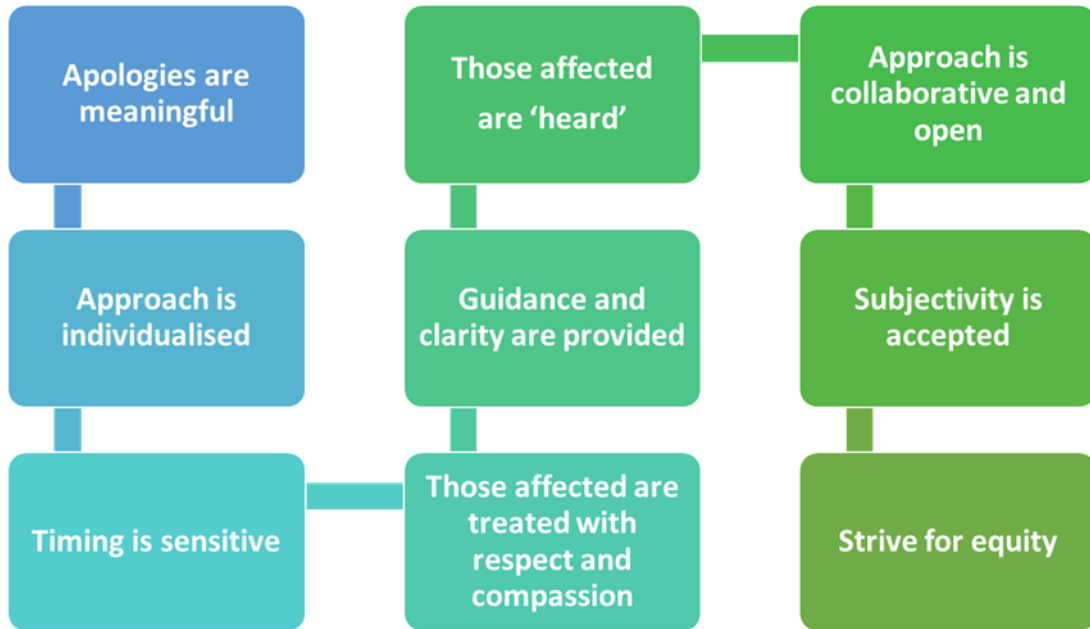 Apologies are
meaningful
Approach is
individualised
Timing is sensitive
Those affected are
treated with
respect and
compassion
Guidance and
clarity are provided
Those affected
are ‘heard’
Approach is
collaborative and
open
Subjectivity is
accepted
Strive for equity